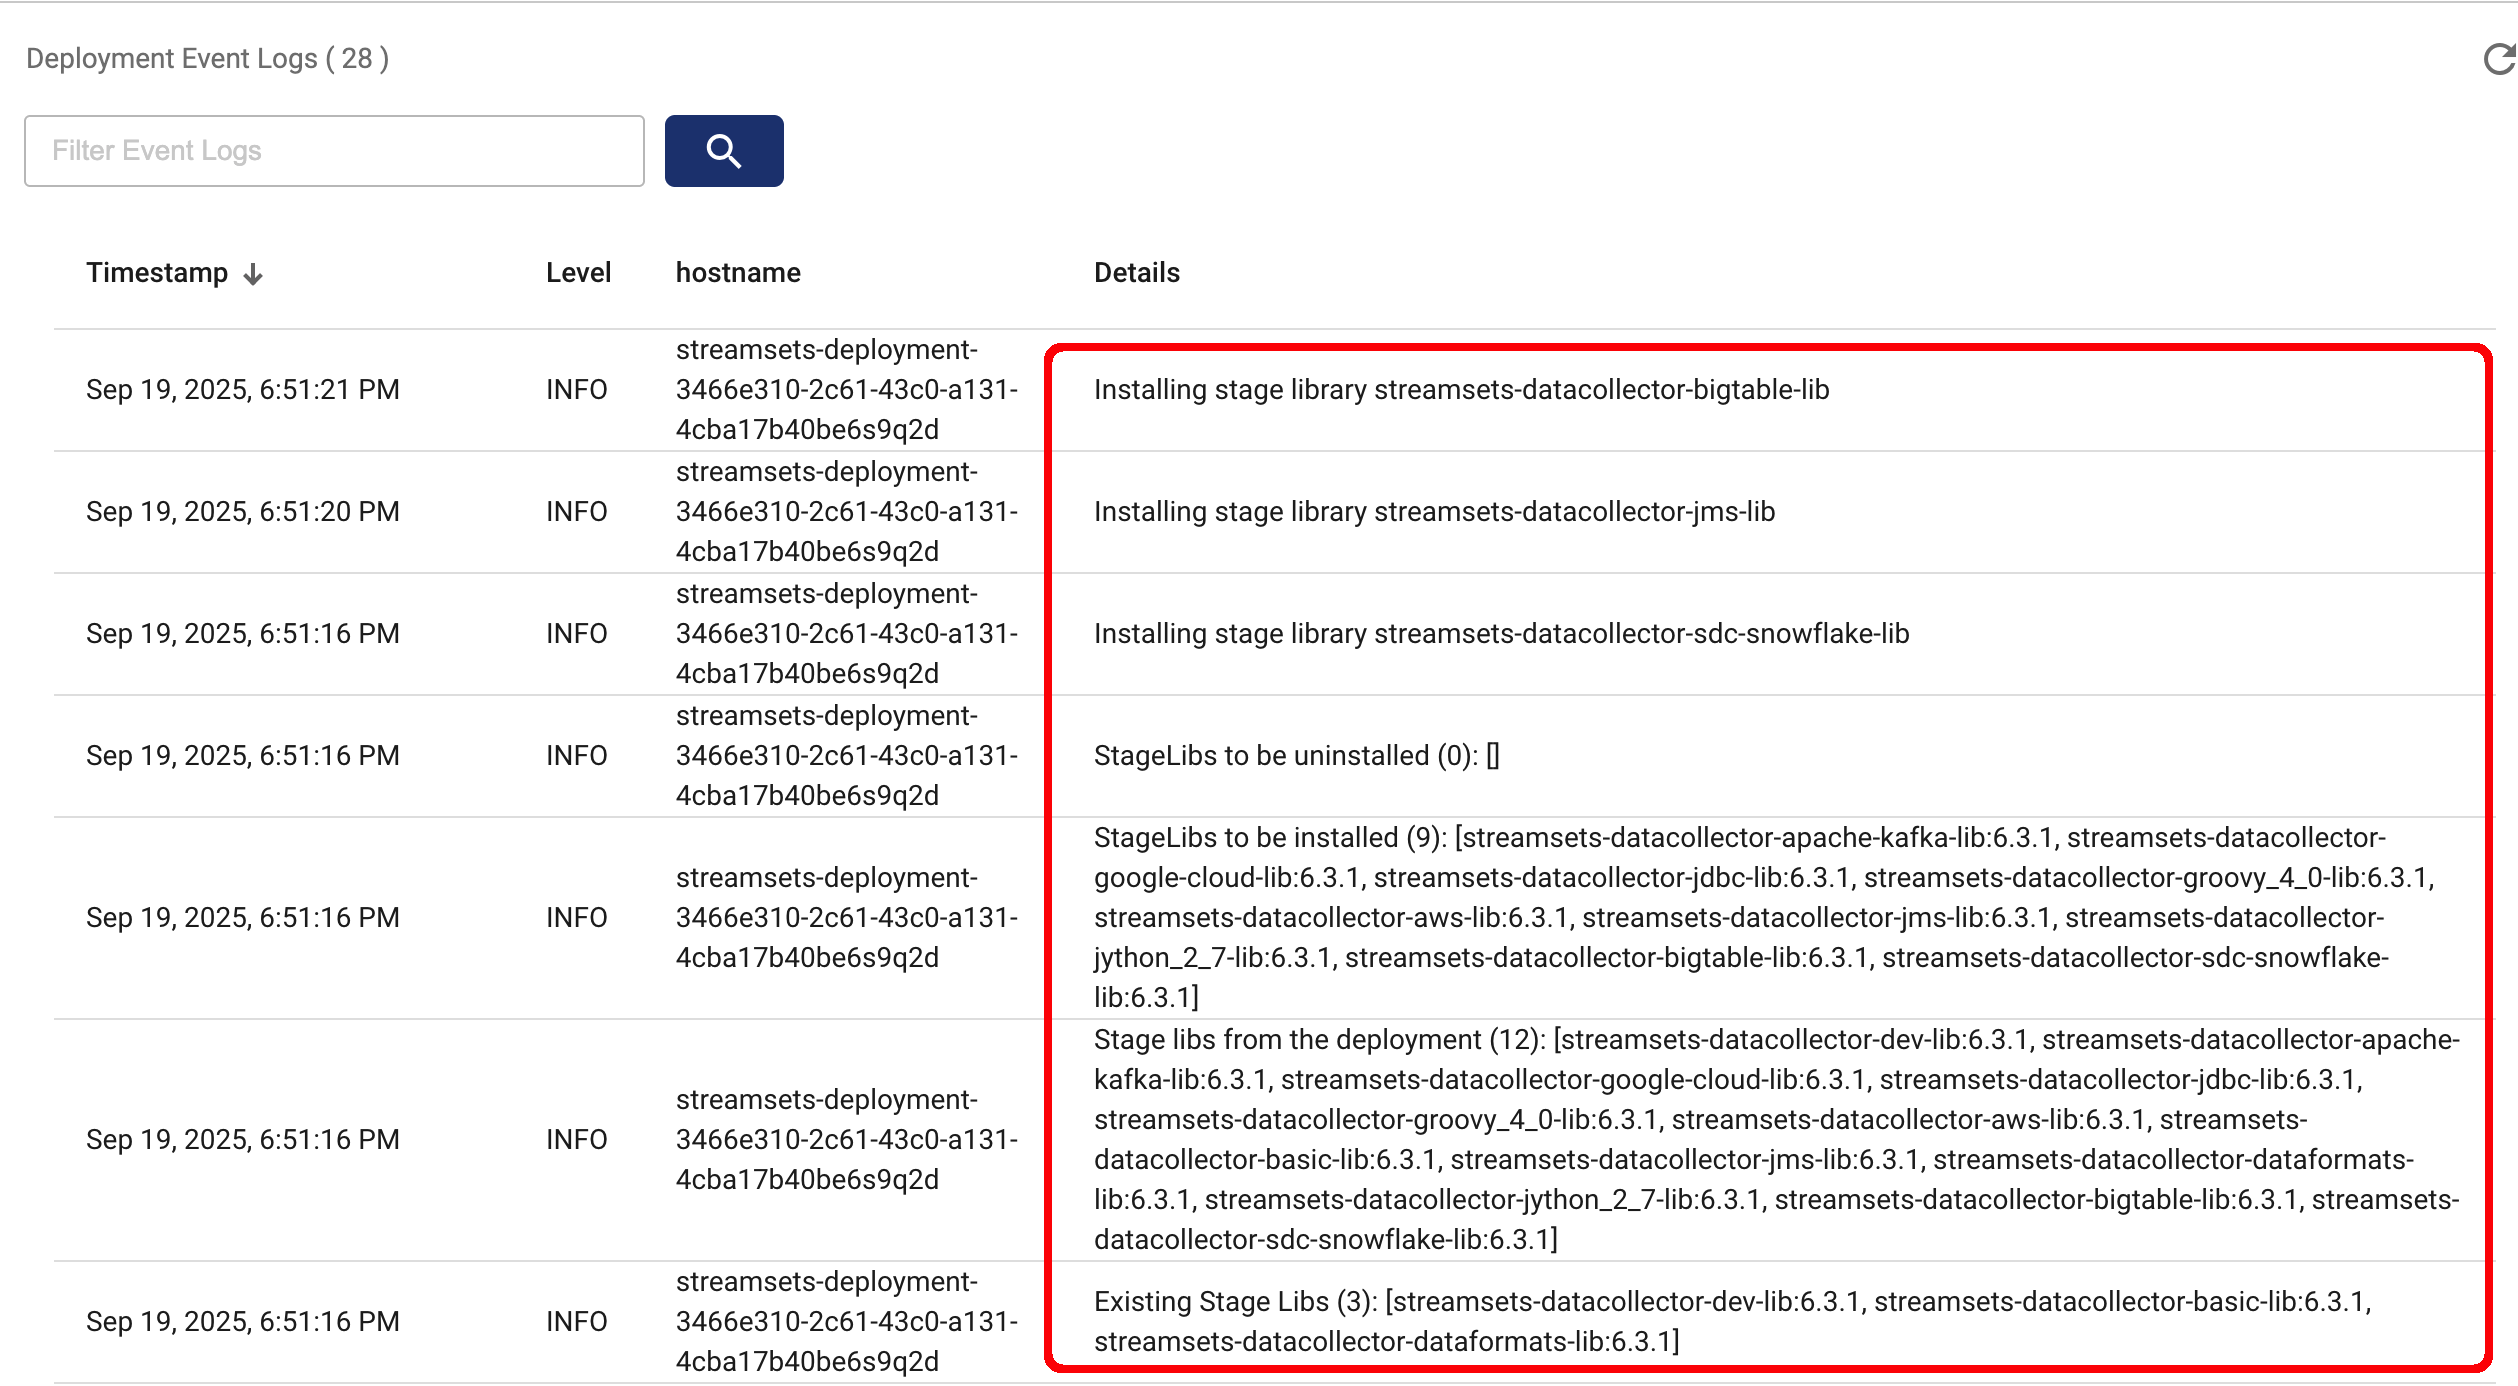 Deployment Event Logs ( 28 )
Filter Event Logs
Timestamp Level hostname Details
streamsets-deployment-
Sep 19, 2025, 6:51:21 PM INFO 3466e310-2c61-43c0-a131- Installing stage library streamsets-datacollector-bigtable-lib
4cba17b40be6s9q2d
streamsets-deployment-
Sep 19, 2025, 6:51:20 PM INFO 3466e310-2c61-43c0-a131- Installing stage library streamsets-datacollector-jms-lib
4cba17b40be6s9q2d
streamsets-deployment-
Sep 19, 2025, 6:51:16 PM INFO 3466e310-2c61-43c0-a131- Installing stage library streamsets-datacollector-sdc-snowflake-lib
4cba17b40be6s9q2d
streamsets-deployment-
Sep 19, 2025, 6:51:16 PM INFO 3466e310-2c61-43c0-a131- StageLibs to be uninstalled (0): []
4cba17b40be6s9q2d
StageLibs to be installed (9): [streamsets-datacollector-apache-kafka-lib:6.3.1, streamsets-datacollector-
streamsets-deployment- google-cloud-lib:6.3.1, streamsets-datacollector-jdbc-lib:6.3.1, streamsets-datacollector-groovy_4_0-lib:6.3.1,
Sep 19, 2025, 6:51:16 PM INFO 3466e310-2c61-43c0-a131- streamsets-datacollector-aws-lib:6.3.1, streamsets-datacollector-jms-lib:6.3.1, streamsets-datacollector-
4cba17b40be6s9q2d jython_2_7-lib:6.3.1, streamsets-datacollector-bigtable-lib:6.3.1, streamsets-datacollector-sdc-snowflake-
lib:6.3.1]
Stage libs from the deployment (12): [streamsets-datacollector-dev-lib:6.3.1, streamsets-datacollector-apache-
kafka-lib:6.3.1, streamsets-datacollector-google-cloud-lib:6.3.1, streamsets-datacollector-jdbc-lib:6.3.1,
streamsets-deployment- streamsets-datacollector-groovy_4_0-lib:6.3.1, streamsets-datacollector-aws-lib:6.3.1, streamsets-
Sep 19, 2025, 6:51:16 PM INFO 3466e310-2c61-43c0-a131- datacollector-basic-lib:6.3.1, streamsets-datacollector-jms-lib:6.3.1, streamsets-datacollector-dataformats-
4cba17b40be6s9q2d lib:6.3.1, streamsets-datacollector-jython_2_7-lib:6.3.1, streamsets-datacollector-bigtable-lib:6.3.1, streamsets-
datacollector-sdc-snowflake-lib:6.3.1]
streamsets-deployment- Existing Stage Libs (3): [streamsets-datacollector-dev-lib:6.3.1, streamsets-datacollector-basic-lib:6.3.1,
Sep 19, 2025, 6:51:16 PM INFO 3466e310-2c61-43c0-a131- streamsets-datacollector-dataformats-lib:6.3.1]
4cba17b40be6s9q2d